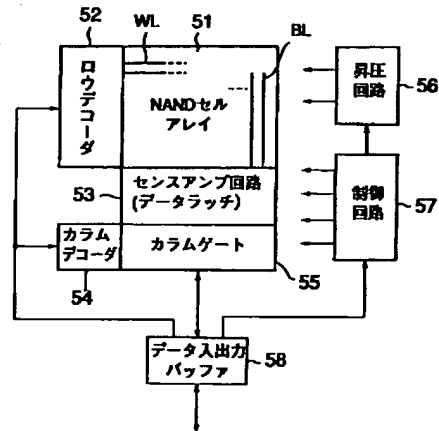 52
51
WL
BL
ロウデコーダ
NANDセル
アレイ
昇圧
回路
56
53
センスアンプ回路
(データラッチ)
制御
回路
57
カラム
デコーダ
カラムゲート
54
55
データ入出力
バッファ
58